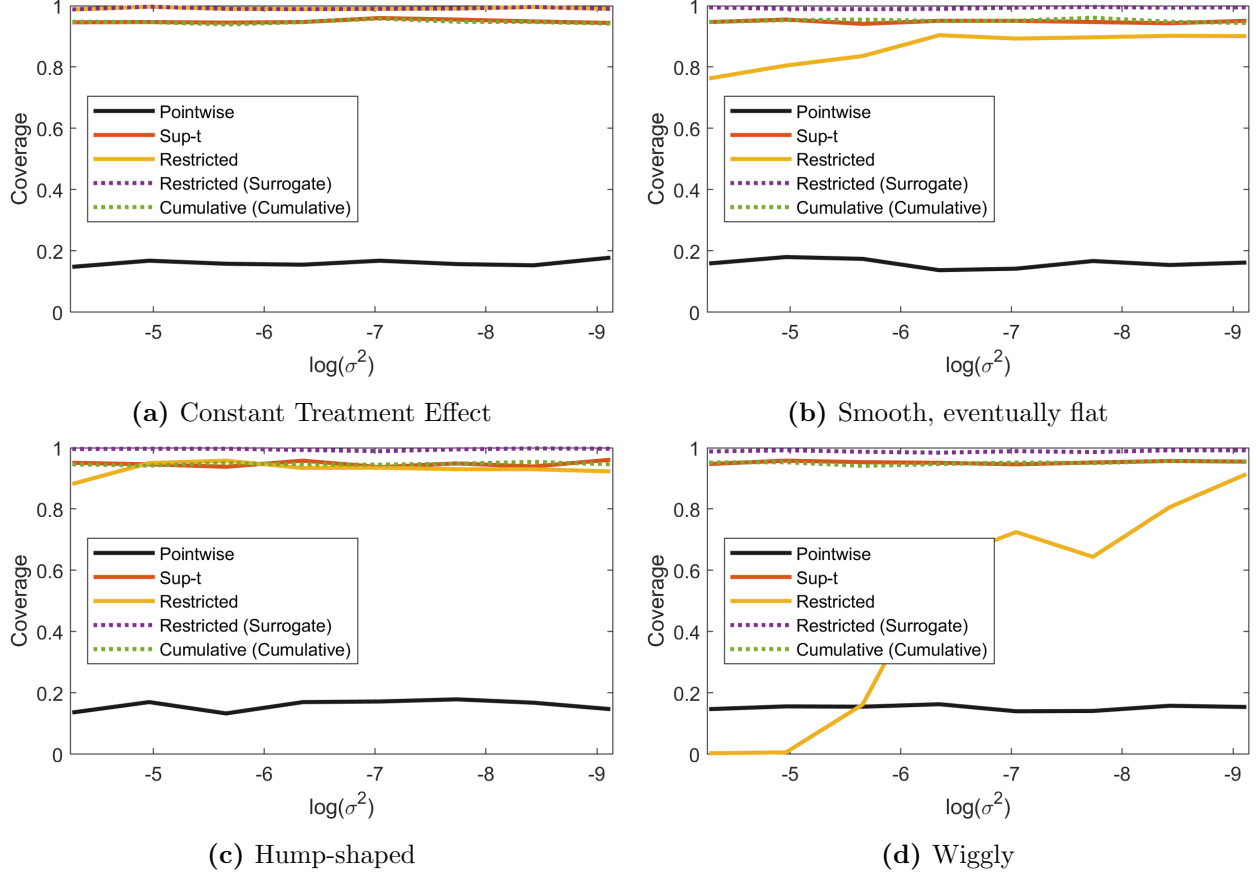 1
0.8
0.6
0.4
0.2
0
Coverage
Pointwise
Sup-t
Restricted
Restricted (Surrogate)
Cumulative (Cumulative)
-5 -6 -7 -8 -9
log(σ²)
(a) Constant Treatment Effect
1
0.8
0.6
0.4
0.2
0
Coverage
Pointwise
Sup-t
Restricted
Restricted (Surrogate)
Cumulative (Cumulative)
-5 -6 -7 -8 -9
log(σ²)
(b) Smooth, eventually flat
1
0.8
0.6
0.4
0.2
0
Coverage
Pointwise
Sup-t
Restricted
Restricted (Surrogate)
Cumulative (Cumulative)
-5 -6 -7 -8 -9
log(σ²)
(c) Hump-shaped
1
0.8
0.6
0.4
0.2
0
Coverage
Pointwise
Sup-t
Restricted
Restricted (Surrogate)
Cumulative (Cumulative)
-5 -6 -7 -8 -9
log(σ²)
(d) Wiggly